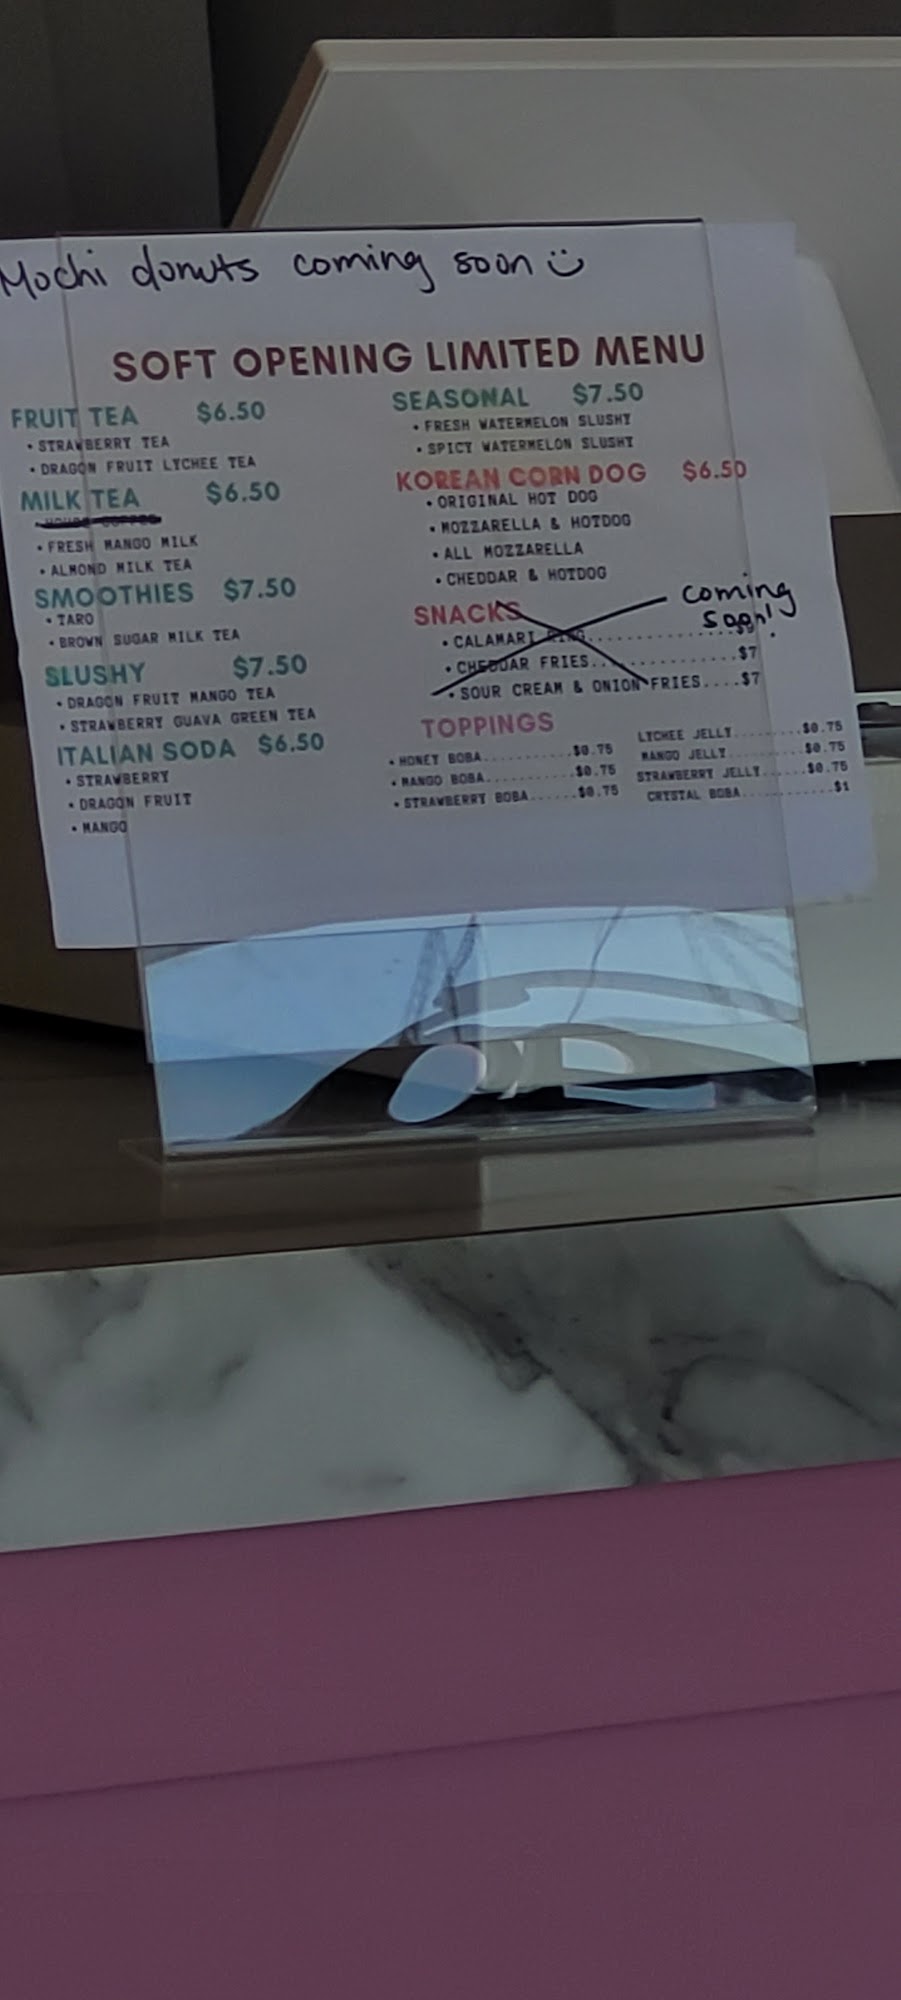 Mochi donuts coming soon
SOFT OPENING LIMITED MENU
FRUIT TEA $6.50
• STRAWBERRY TEA
• DRAGON FRUIT LYCHEE TEA
MILK TEA $6.50
• FRESH MANGO MILK
• ALMOND MILK TEA
SMOOTHIES $7.50
• TARO
• BROWN SUGAR MILK TEA
SLUSHY $7.50
• DRAGON FRUIT MANGO TEA
• STRAWBERRY GUAVA GREEN TEA
ITALIAN SODA $6.50
• STRAWBERRY
• DRAGON FRUIT
• MANGO
SEASONAL $7.50
• FRESH WATERMELON SLUSHY
• SPICY WATERMELON SLUSHY
KOREAN CORN DOG $6.50
• ORIGINAL HOT DOG
• MOZZARELLA & HOTDOG
• ALL MOZZARELLA
• CHEDDAR & HOTDOG
SNACKS
coming
soon!
• CALAMARI
• CHEDDAR FRIES..............$7
• SOUR CREAM & ONION FRIES....$7
TOPPINGS
• HONEY BOBA............$0.75
• MANGO BOBA............$0.75
• STRAWBERRY BOBA......$0.75
LYCHEE JELLY.........$0.75
MANGO JELLY..........$0.75
STRAWBERRY JELLY......$0.75
CRYSTAL BOBA............$1